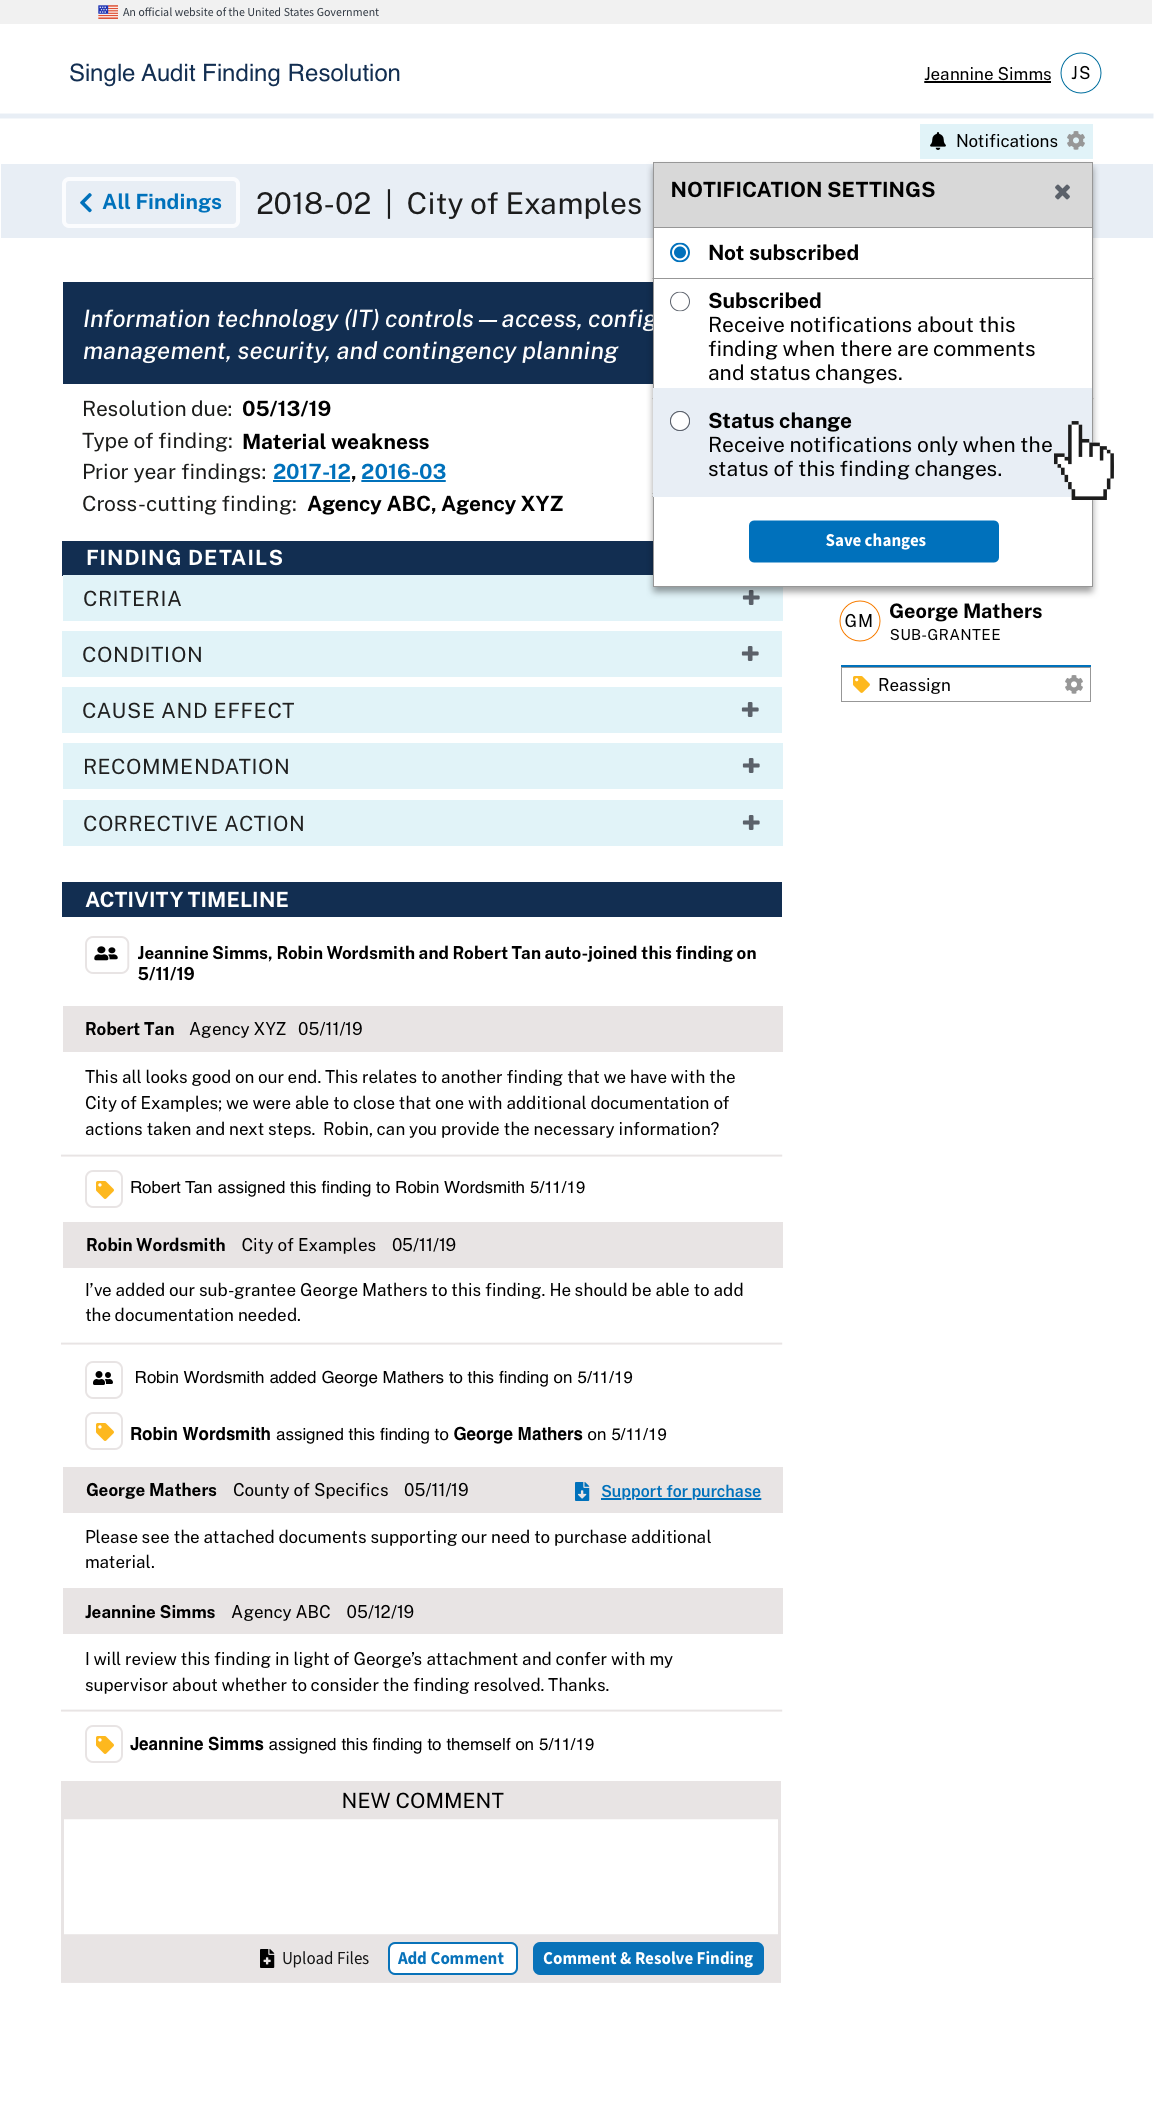 An official website of the United States Government
Single Audit Finding Resolution
Jeannine Simms JS
Notifications
All Findings 2018-02 | City of Examples
NOTIFICATION SETTINGS
Not subscribed
Subscribed
Receive notifications about this
finding when there are comments
and status changes.
Status change
Receive notifications only when the
status of this finding changes.
Save changes
Information technology (IT) controls — access, config
management, security, and contingency planning
Resolution due: 05/13/19
Type of finding: Material weakness
Prior year findings: 2017-12, 2016-03
Cross-cutting finding: Agency ABC, Agency XYZ
FINDING DETAILS
CRITERIA
CONDITION
CAUSE AND EFFECT
RECOMMENDATION
CORRECTIVE ACTION
GM George Mathers
SUB-GRANTEE
Reassign
ACTIVITY TIMELINE
Jeannine Simms, Robin Wordsmith and Robert Tan auto-joined this finding on
5/11/19
Robert Tan Agency XYZ 05/11/19
This all looks good on our end. This relates to another finding that we have with the
City of Examples; we were able to close that one with additional documentation of
actions taken and next steps. Robin, can you provide the necessary information?
Robert Tan assigned this finding to Robin Wordsmith 5/11/19
Robin Wordsmith City of Examples 05/11/19
I've added our sub-grantee George Mathers to this finding. He should be able to add
the documentation needed.
Robin Wordsmith added George Mathers to this finding on 5/11/19
Robin Wordsmith assigned this finding to George Mathers on 5/11/19
George Mathers County of Specifics 05/11/19 Support for purchase
Please see the attached documents supporting our need to purchase additional
material.
Jeannine Simms Agency ABC 05/12/19
I will review this finding in light of George's attachment and confer with my
supervisor about whether to consider the finding resolved. Thanks.
Jeannine Simms assigned this finding to themself on 5/11/19
NEW COMMENT
Upload Files Add Comment Comment & Resolve Finding